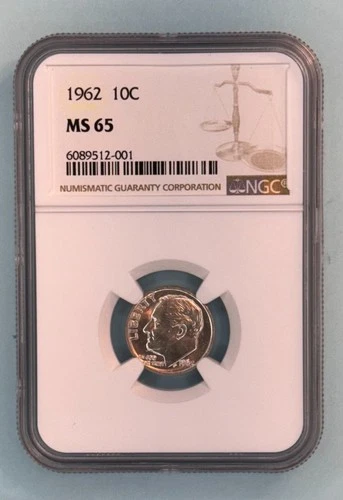 1962 10C
MS 65
6089512-001
NUMISMATIC GUARANTY CORPORATION
NGC
LIBERTY